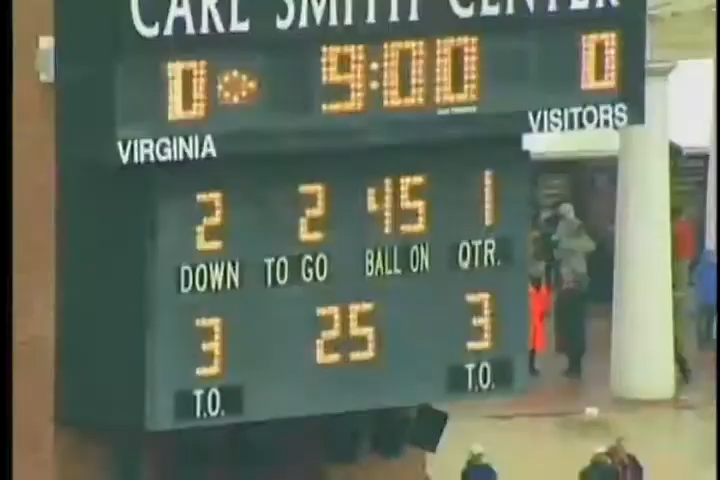 CARL SMITH CENTER
0 9:00 0
VIRGINIA VISITORS
2 2 45 1
DOWN TO GO BALL ON QTR.
3 25 3
T.O. T.O.